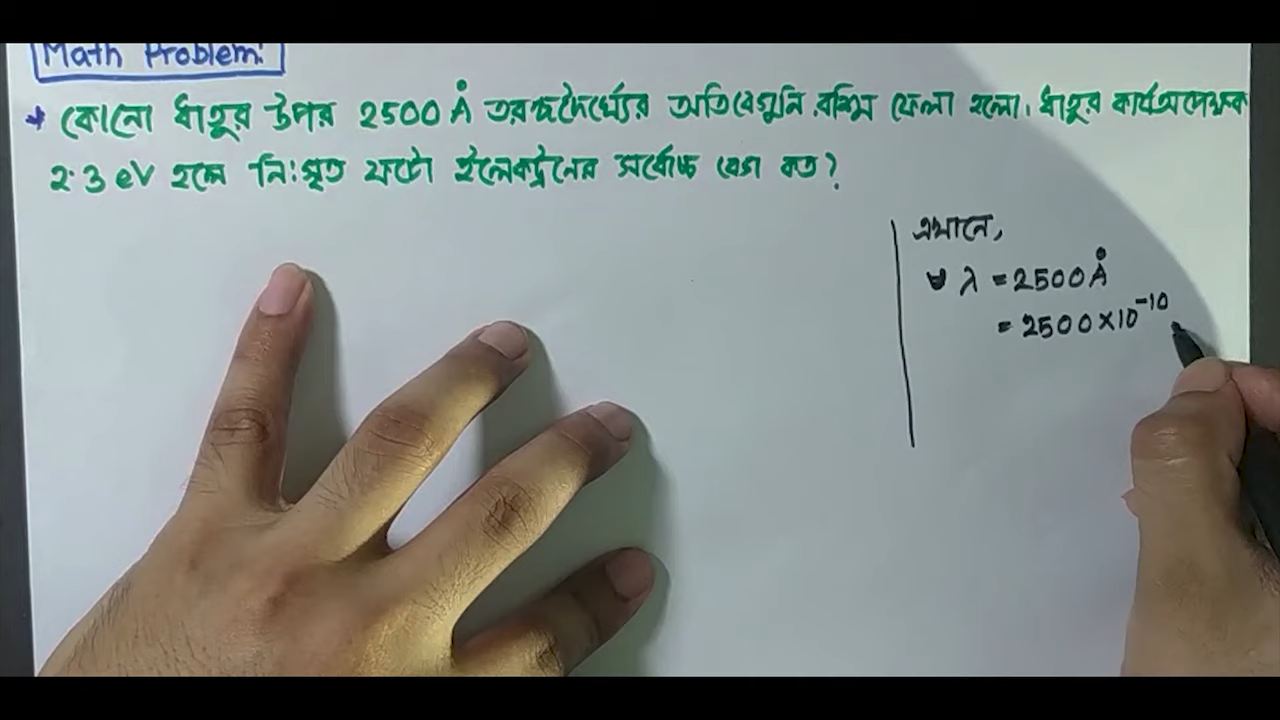 Math Problem:
* কোনো ধাতুর উপর 2500 Å তরঙ্গদৈর্ঘ্যের অতিবেগুনি রশ্মি ফেলা হলো। ধাতুর কার্যঅপেক্ষক
2.3 eV হলে নিঃসৃত ফটো ইলেকট্রনের সর্বোচ্চ বেগ কত?
এখানে,
λ = 2500 Å
= 2500 × 10⁻¹⁰